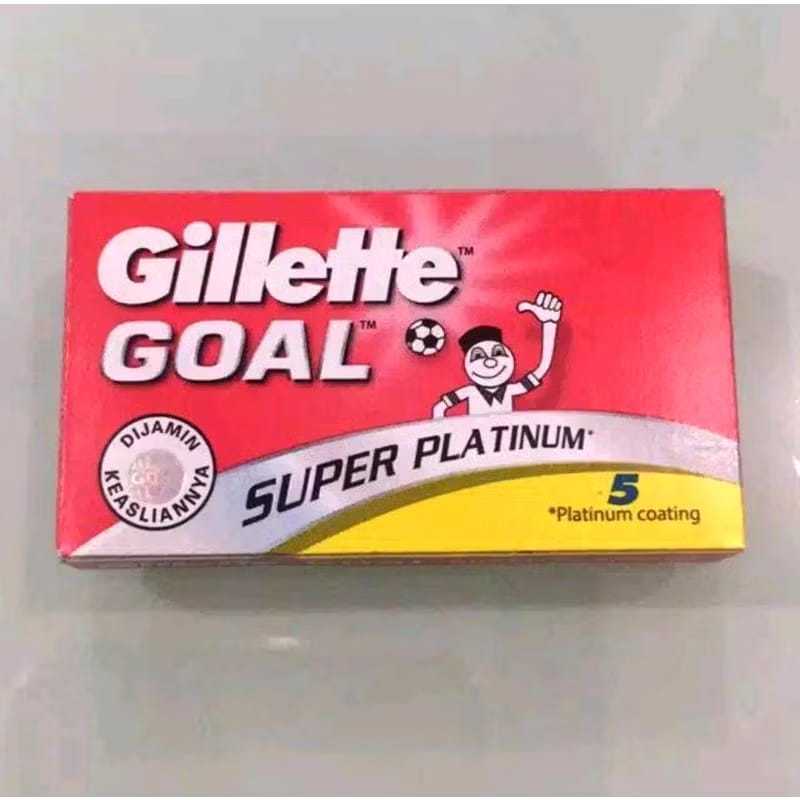 Gillette™
GOAL™
DIJAMIN
KEASLIANNYA
SUPER PLATINUM*
5
*Platinum coating